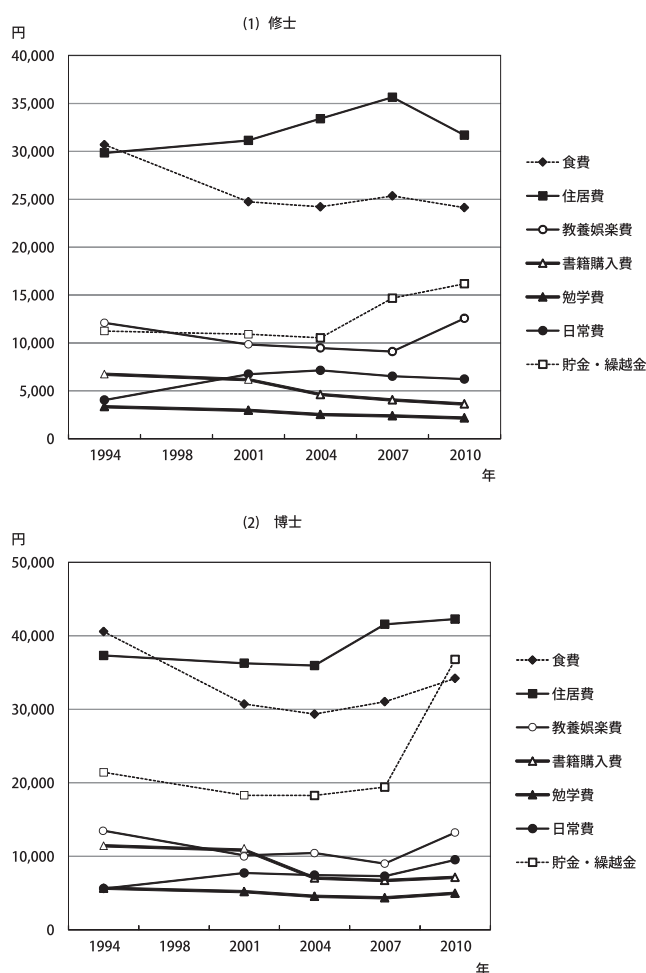 (1) 修士
円
40,000
35,000
30,000
25,000
20,000
15,000
10,000
5,000
0
1994 1998 2001 2004 2007 2010
年
食費
住居費
教養娯楽費
書籍購入費
勉学費
日常費
貯金・繰越金
(2) 博士
円
50,000
40,000
30,000
20,000
10,000
0
1994 1998 2001 2004 2007 2010
年
食費
住居費
教養娯楽費
書籍購入費
勉学費
日常費
貯金・繰越金